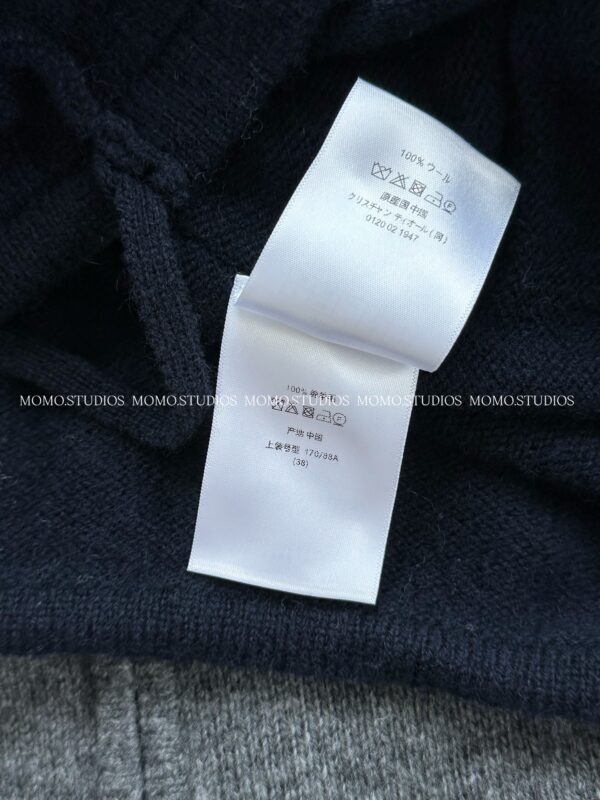 100% ウール
原産国 中国
クリスチャン ディオール ( 同 )
0120 02 1947
MOMO.STUDIOS MOMO.STUDIOS MOMO.STUDIOS MOMO.STUDIOS MOMO.STUDIOS
100%
P
产地 中国
上装号型 170/88A
(38)